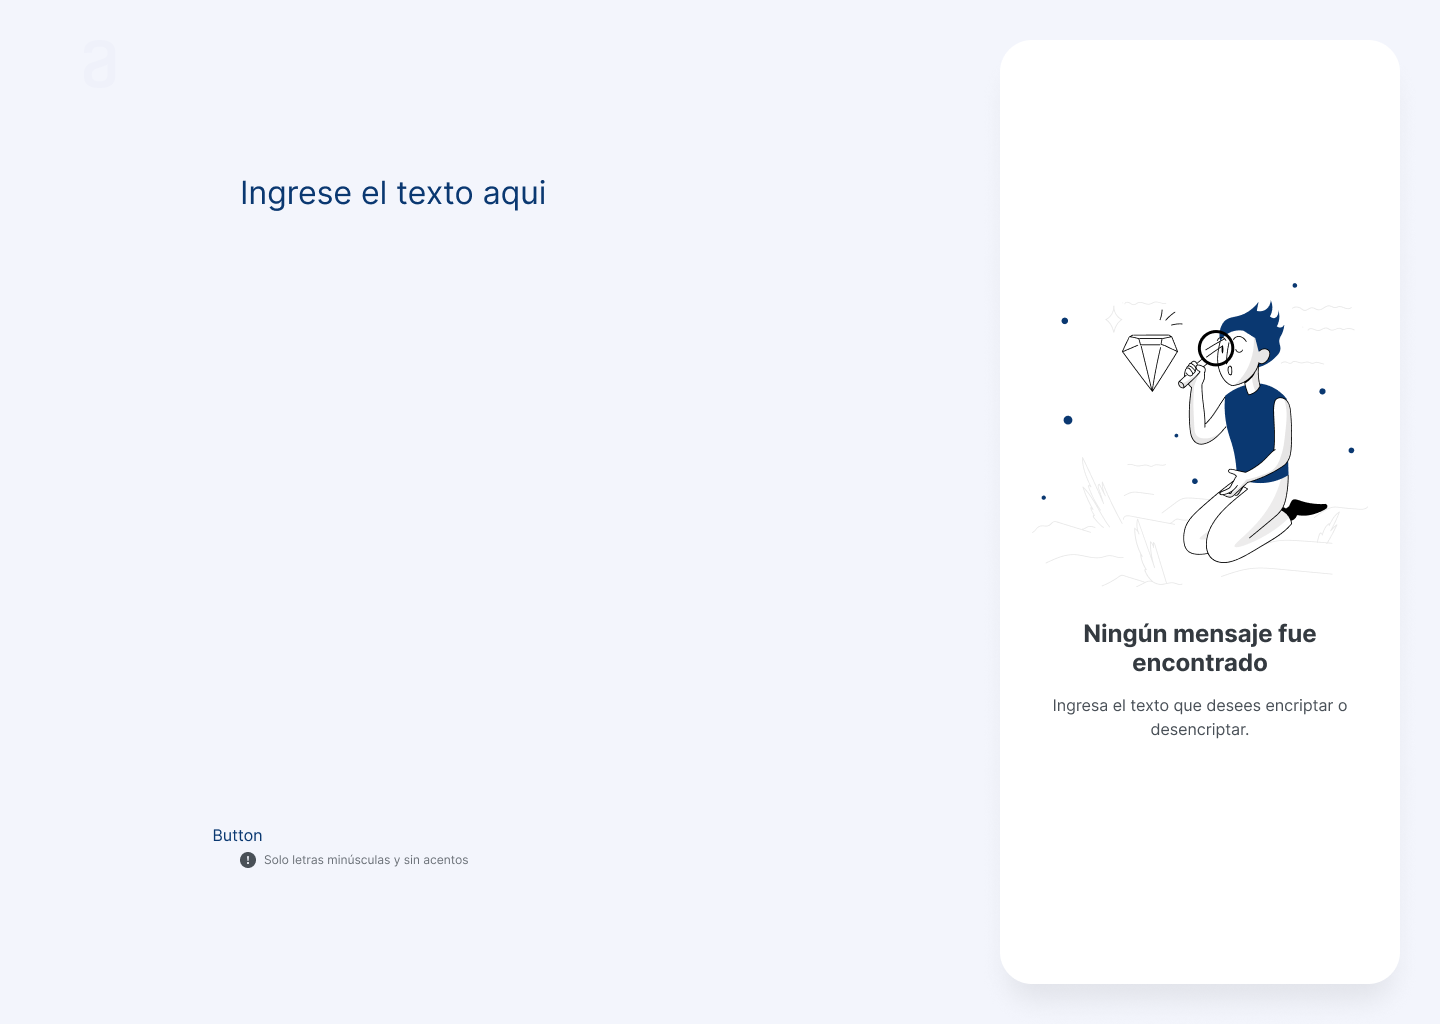 a
Ingrese el texto aqui
Button
Solo letras minúsculas y sin acentos
Ningún mensaje fue
encontrado
Ingresa el texto que desees encriptar o
desencriptar.